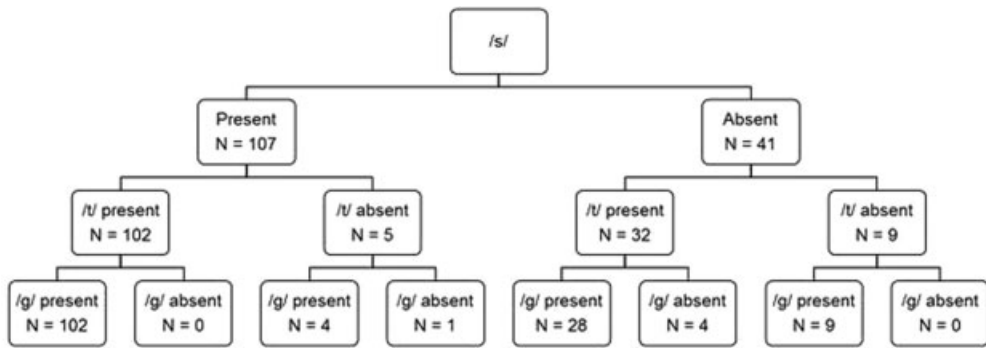 /s/
Present
N = 107
Absent
N = 41
/t/ present
N = 102
/t/ absent
N = 5
/t/ present
N = 32
/t/ absent
N = 9
/g/ present
N = 102
/g/ absent
N = 0
/g/ present
N = 4
/g/ absent
N = 1
/g/ present
N = 28
/g/ absent
N = 4
/g/ present
N = 9
/g/ absent
N = 0